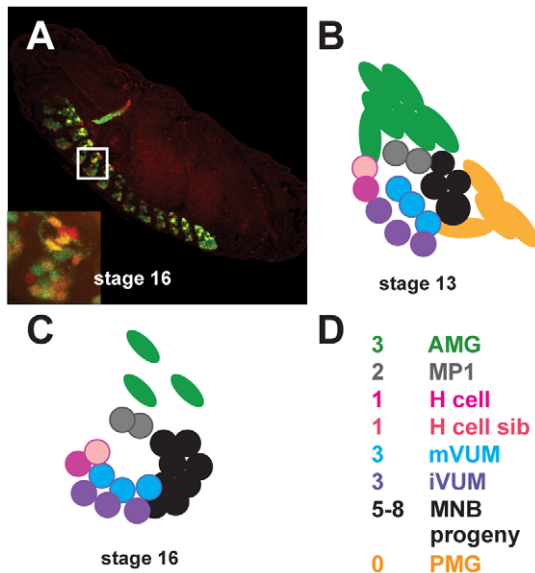 A
stage 16
B
stage 13
C
stage 16
D
3 AMG
2 MP1
1 H cell
1 H cell sib
3 mVUM
3 iVUM
5-8 MNB
progeny
0 PMG